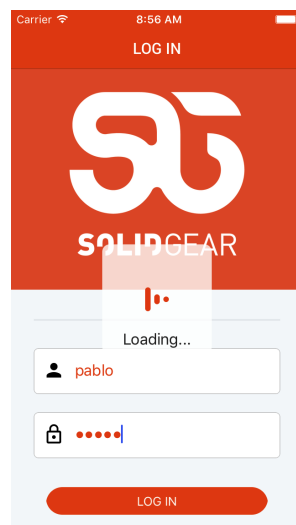 Carrier 8:56 AM
LOG IN
SOLIDGEAR
Loading...
pablo
•••••
LOG IN